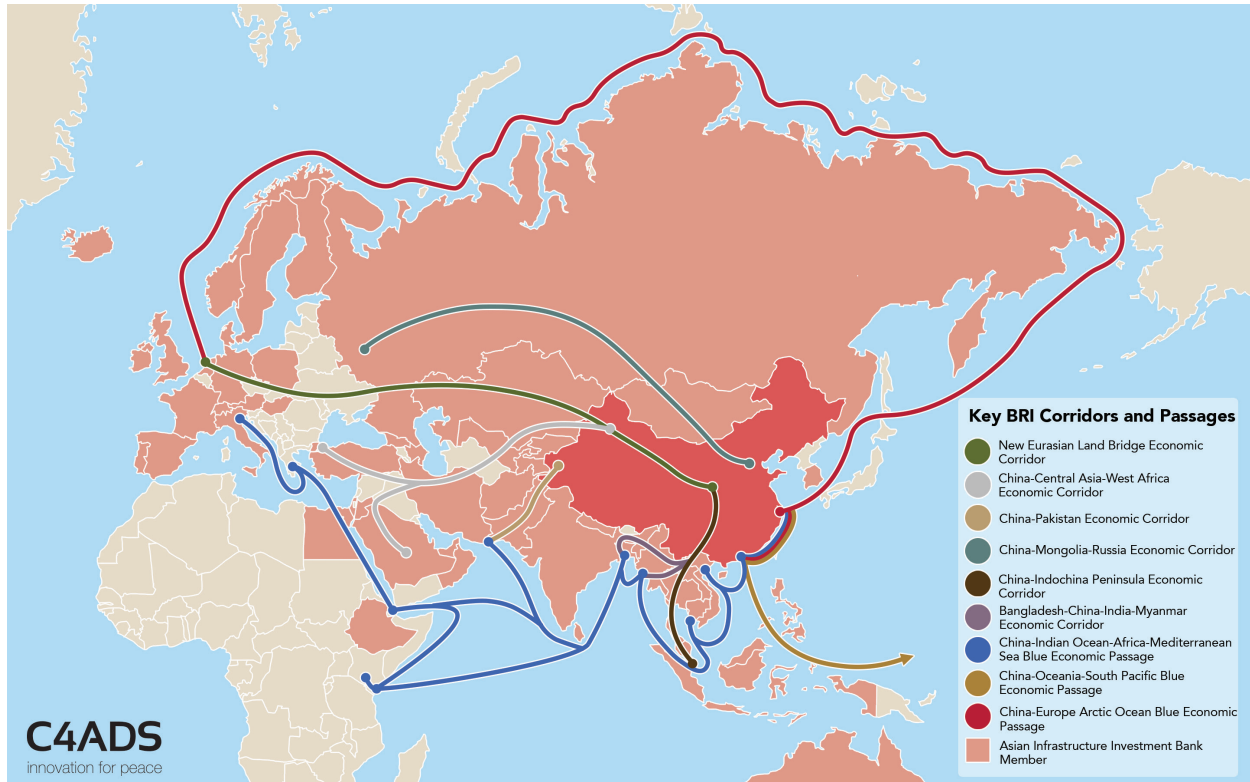 Key BRI Corridors and Passages
New Eurasian Land Bridge Economic
Corridor
China-Central Asia-West Africa
Economic Corridor
China-Pakistan Economic Corridor
China-Mongolia-Russia Economic Corridor
China-Indochina Peninsula Economic
Corridor
Bangladesh-China-India-Myanmar
Economic Corridor
China-Indian Ocean-Africa-Mediterranean
Sea Blue Economic Passage
China-Oceania-South Pacific Blue
Economic Passage
China-Europe Arctic Ocean Blue Economic
Passage
Asian Infrastructure Investment Bank
Member
C4ADS
innovation for peace